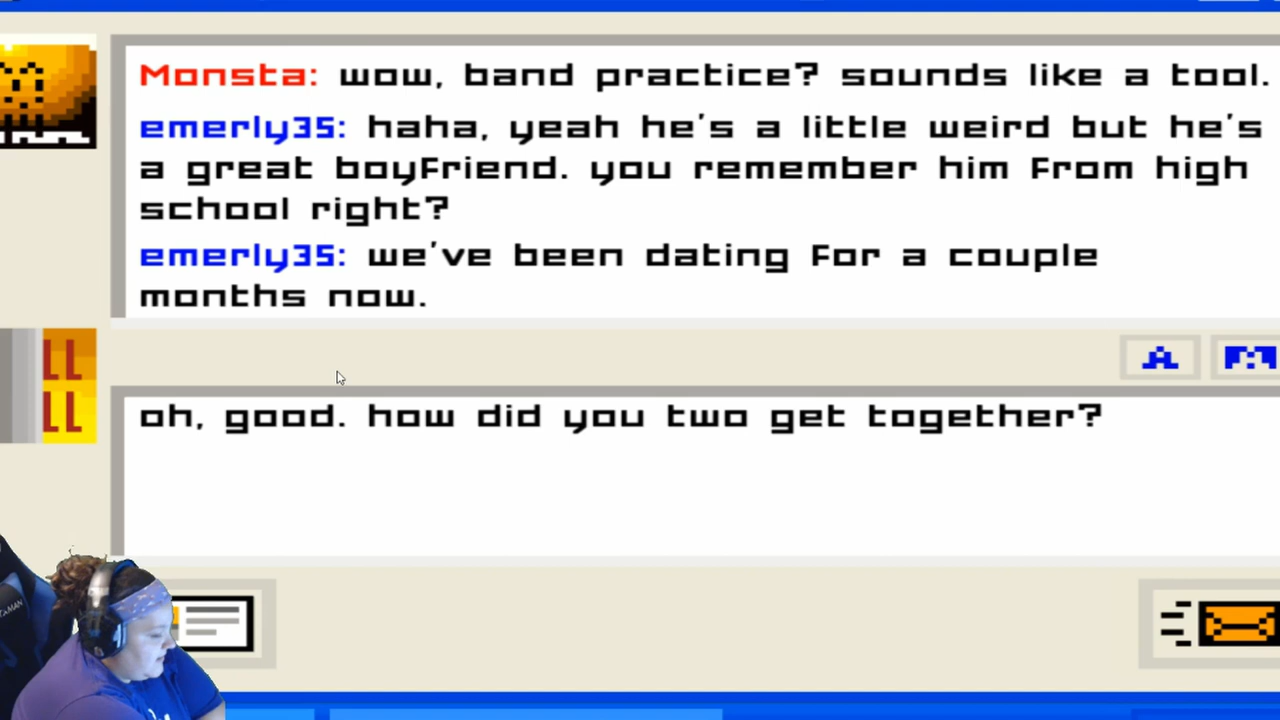 Monsta: wow, band practice? sounds like a tool.
emerly35: haha, yeah he's a little weird but he's
a great boyfriend. you remember him from high
school right?
emerly35: we've been dating for a couple
months now.
LL
LL
A
oh, good. how did you two get together?